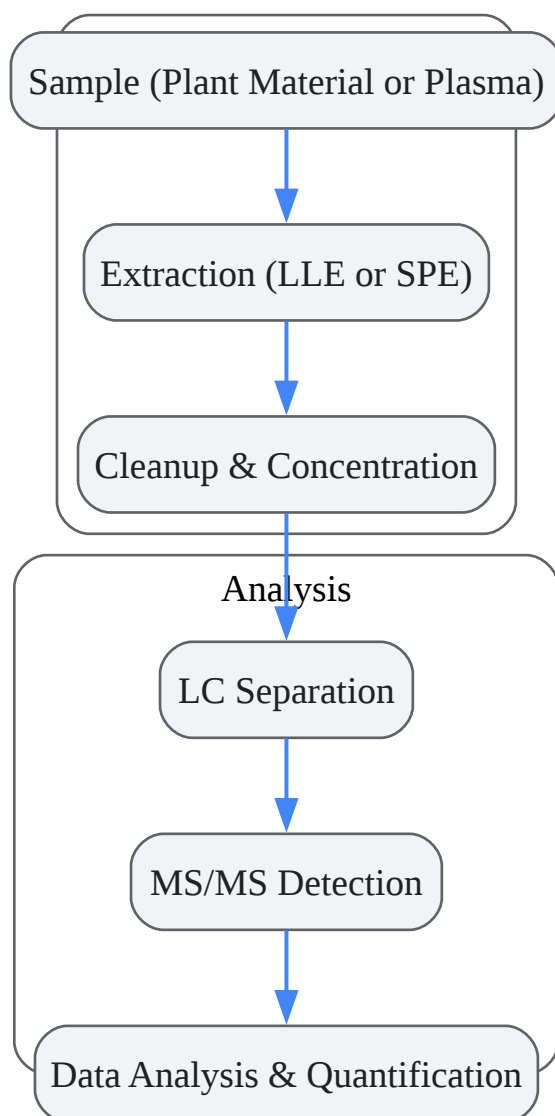 Sample (Plant Material or Plasma)
Extraction (LLE or SPE)
Cleanup & Concentration
Analysis
LC Separation
MS/MS Detection
Data Analysis & Quantification